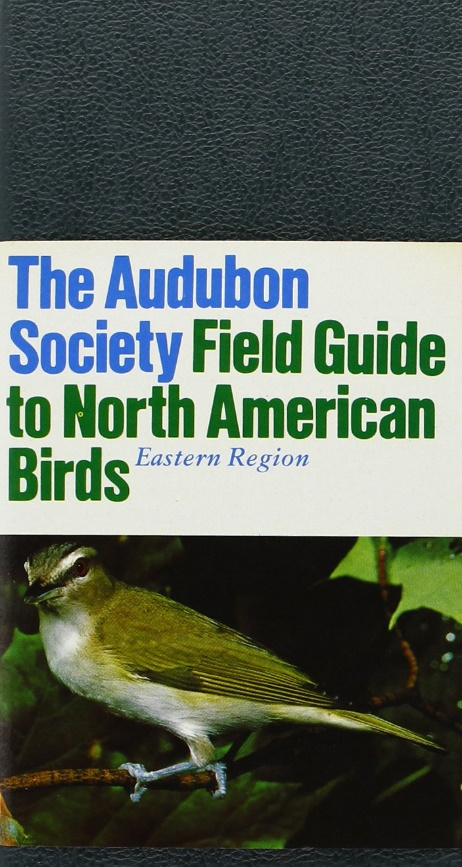 The Audubon
Society Field Guide
to North American
Birds Eastern Region